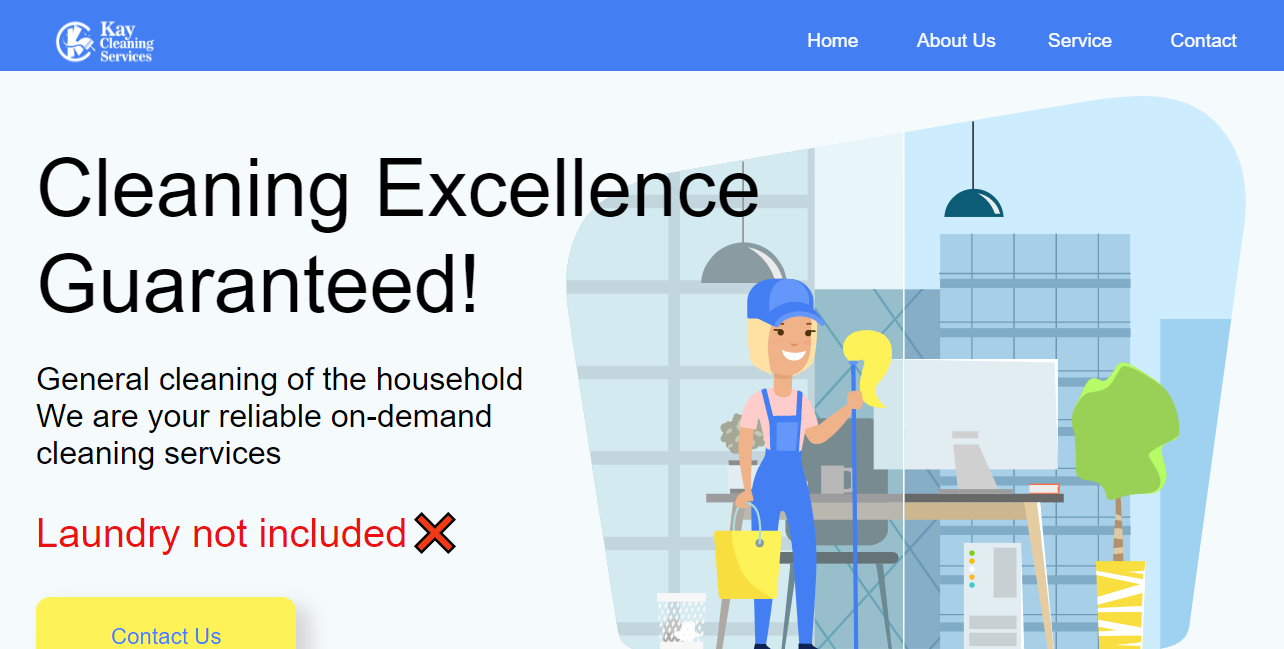 Kay
Cleaning
Services
Home About Us Service Contact
Cleaning Excellence
Guaranteed!
General cleaning of the household
We are your reliable on-demand
cleaning services
Laundry not included
Contact Us